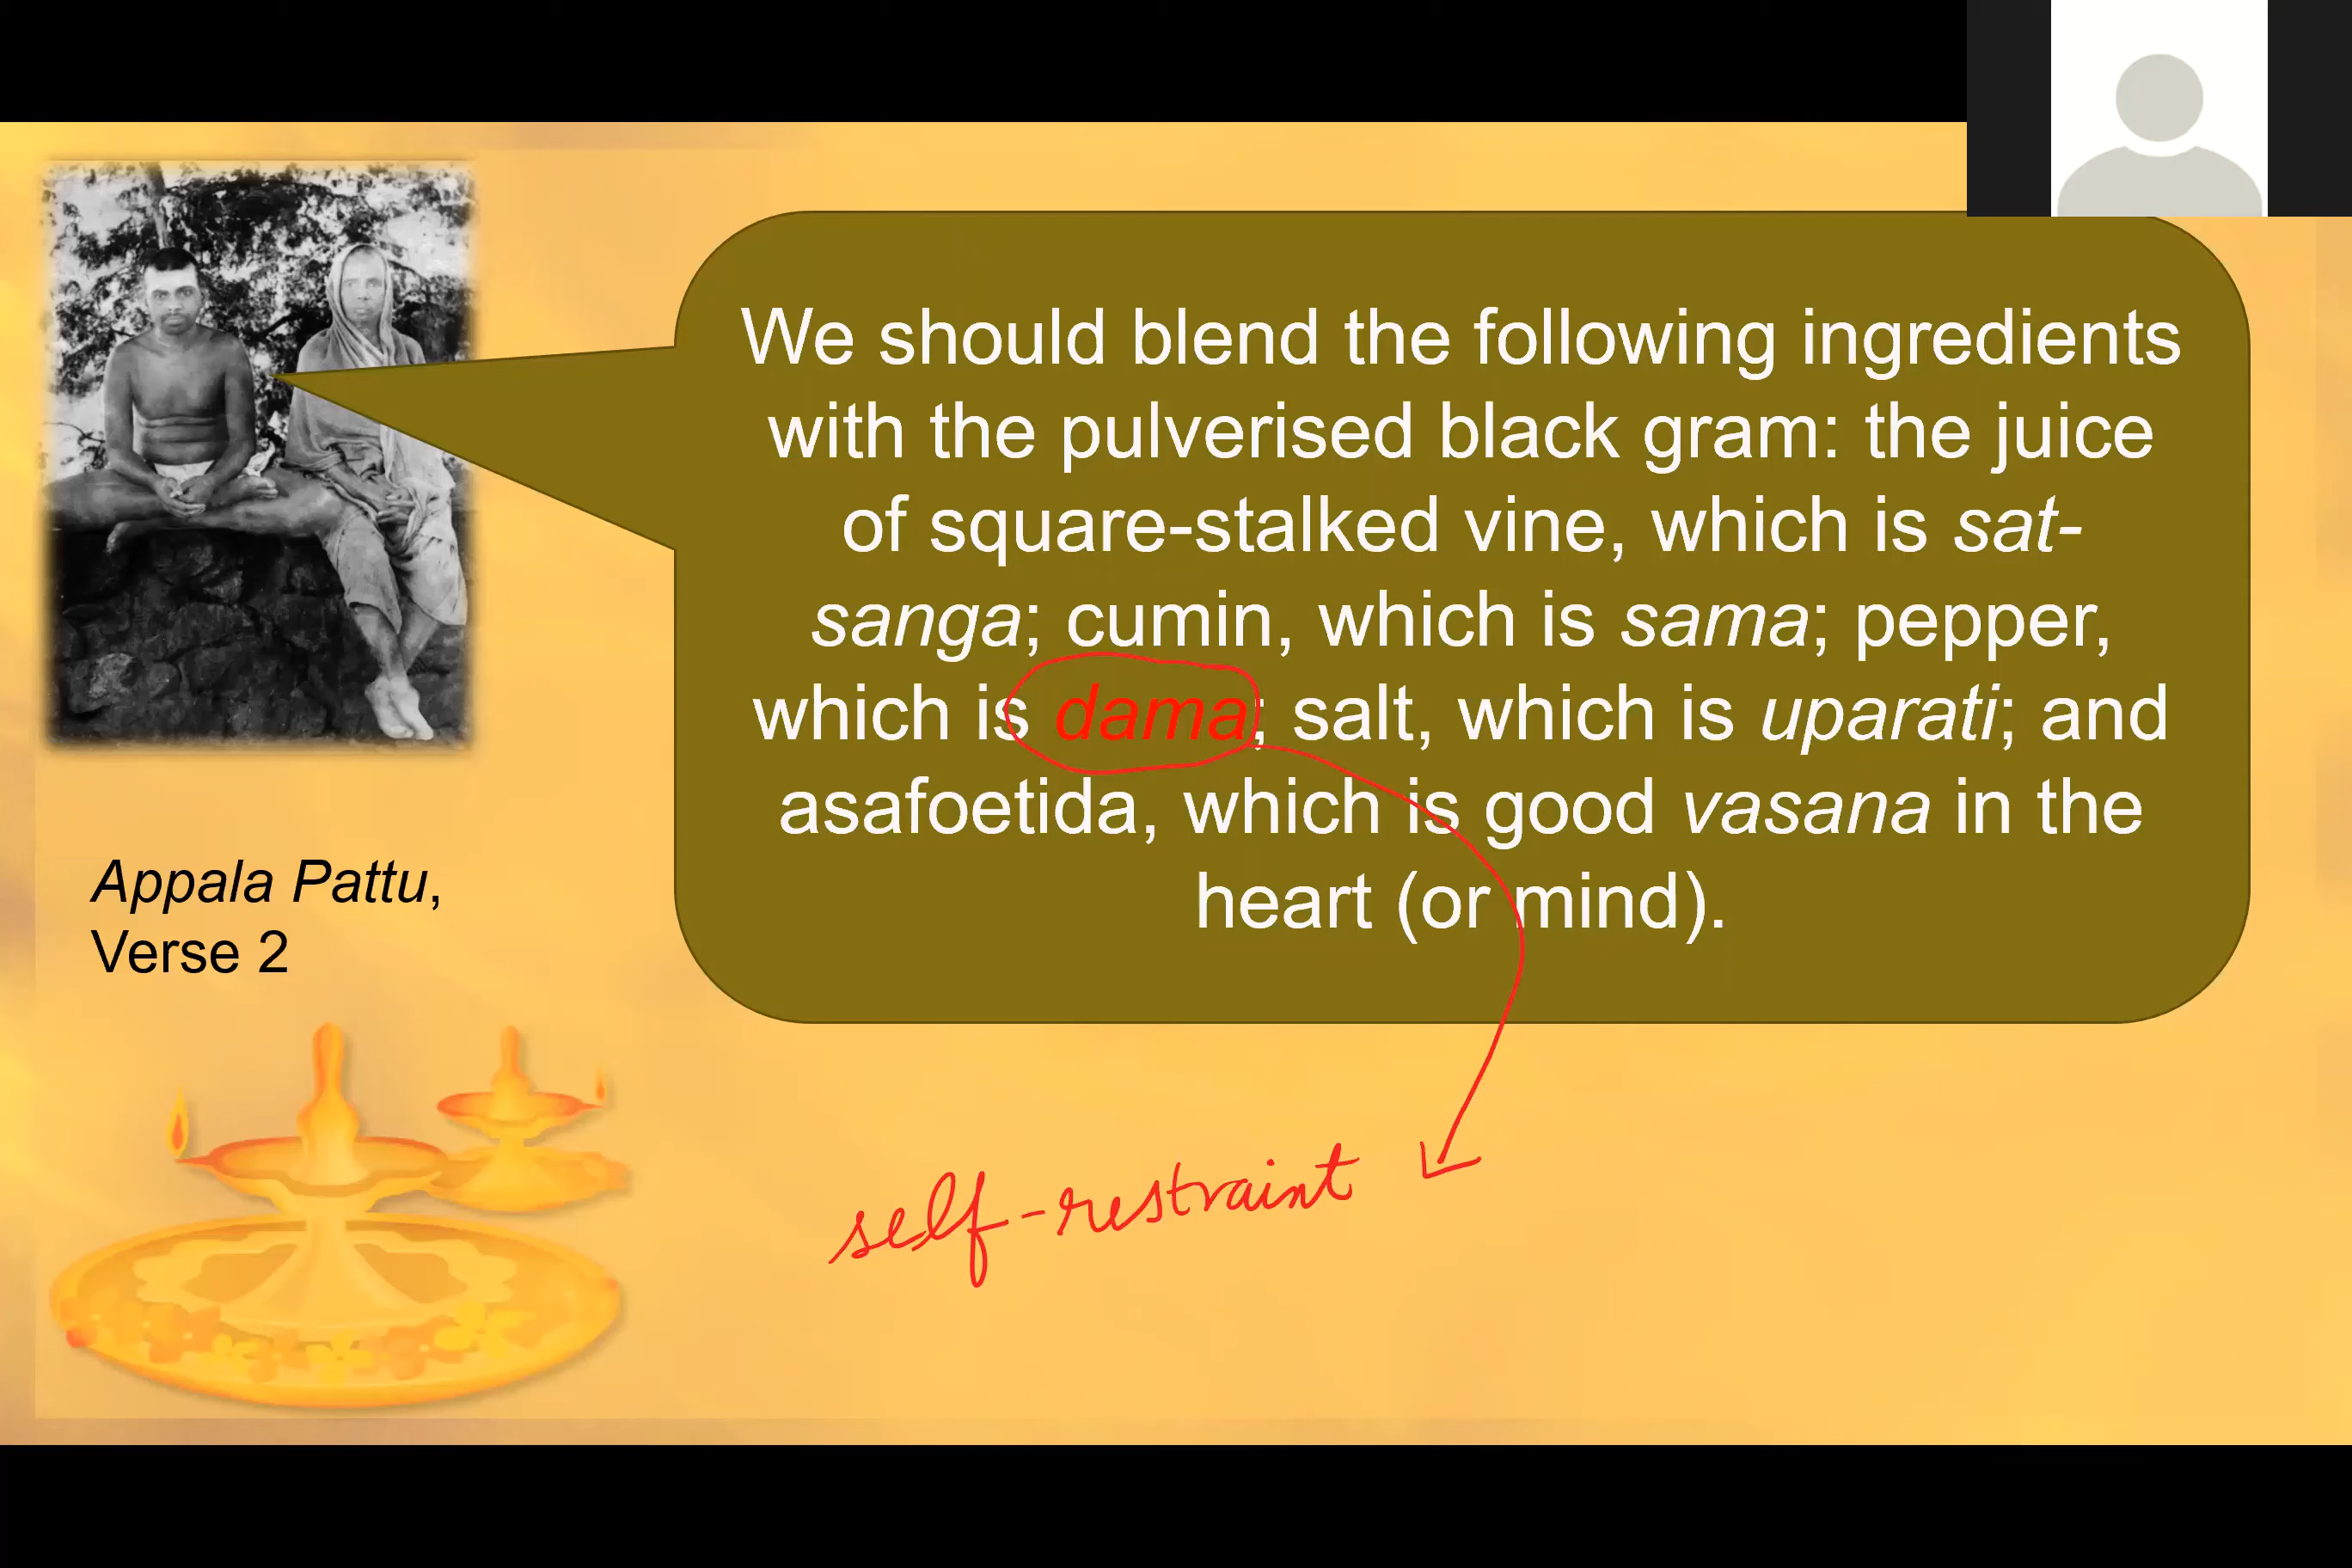 We should blend the following ingredients
with the pulverised black gram: the juice
of square-stalked vine, which is sat-
sanga; cumin, which is sama; pepper,
which is dama; salt, which is uparati; and
asafoetida, which is good vasana in the
heart (or mind).
Appala Pattu,
Verse 2
self-restraint